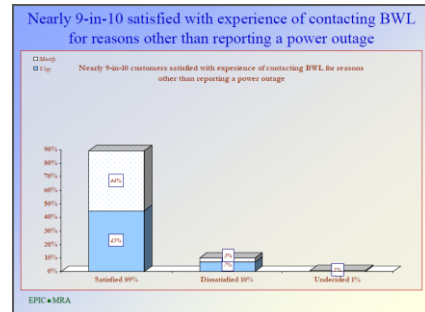 Nearly 9-in-10 satisfied with experience of contacting BWL
for reasons other than reporting a power outage
Mostly
Very
Nearly 9-in-10 customers satisfied with experience of contacting BWL for reasons
other than reporting a power outage
90%
80%
70%
60%
50%
40%
30%
20%
10%
0%
44%
45%
3%
7%
1%
Satisfied 89%
Dissatisfied 10%
Undecided 1%
EPIC ● MRA